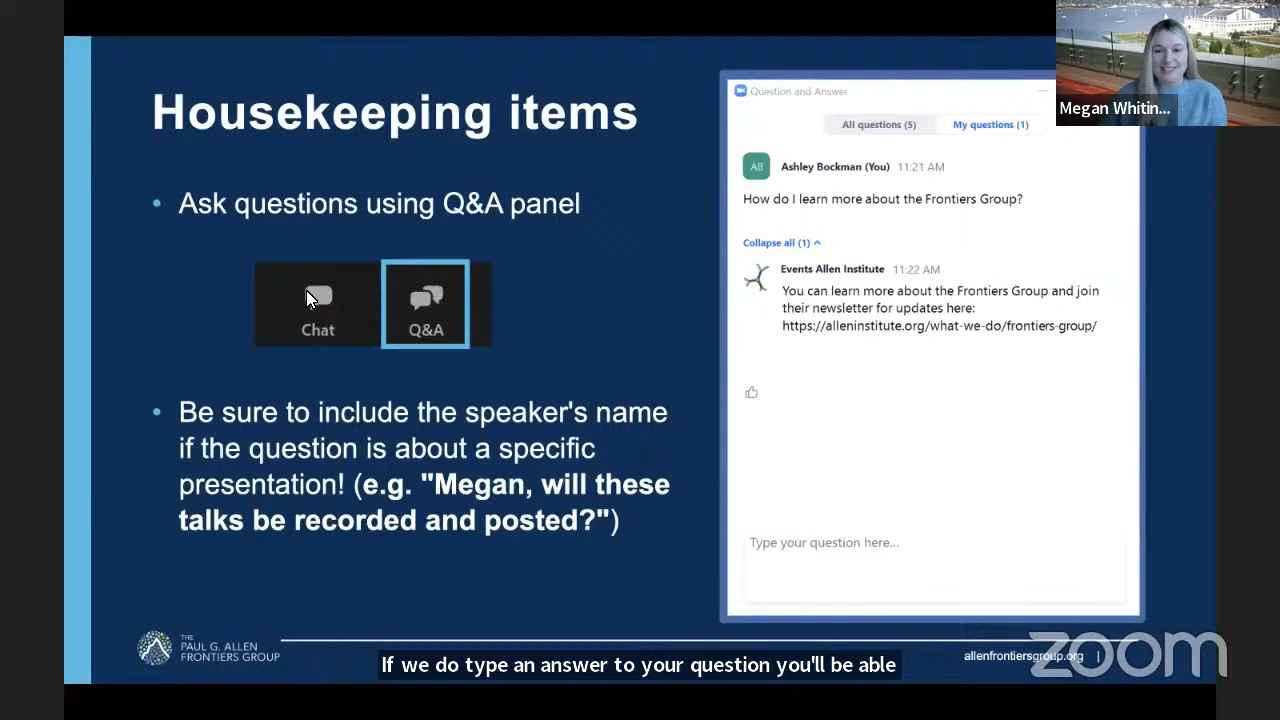 Housekeeping items
• Ask questions using Q&A panel
Chat
Q&A
• Be sure to include the speaker's name
if the question is about a specific
presentation! (e.g. "Megan, will these
talks be recorded and posted?")
Question and Answer
All questions (5)
My questions (1)
AB
Ashley Bockman (You) 11:21 AM
How do I learn more about the Frontiers Group?
Collapse all (1)
Events Allen Institute 11:22 AM
You can learn more about the Frontiers Group and join
their newsletter for updates here:
https://alleninstitute.org/what-we-do/frontiers-group/
Type your question here...
Megan Whitin...
THE
PAUL G. ALLEN
FRONTIERS GROUP
allenfrontiersgroup.org |
zoom
If we do type an answer to your question you'll be able